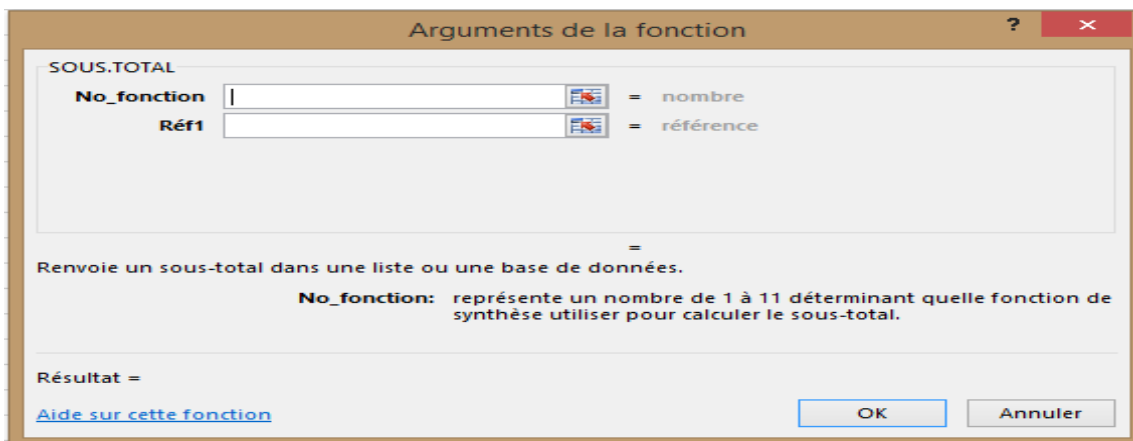 Arguments de la fonction
?
SOUS.TOTAL
No_fonction = nombre
Réf1 = référence
=
Renvoie un sous-total dans une liste ou une base de données.
No_fonction: représente un nombre de 1 à 11 déterminant quelle fonction de
synthèse utiliser pour calculer le sous-total.
Résultat =
Aide sur cette fonction OK Annuler